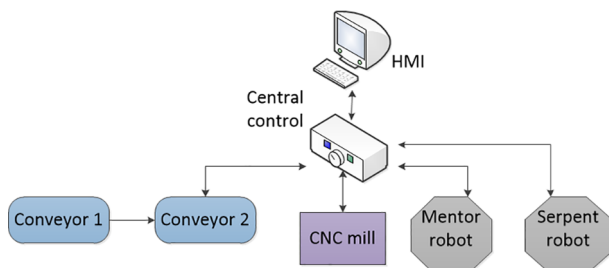 HMI
Central
control
Conveyor 1
Conveyor 2
CNC mill
Mentor
robot
Serpent
robot